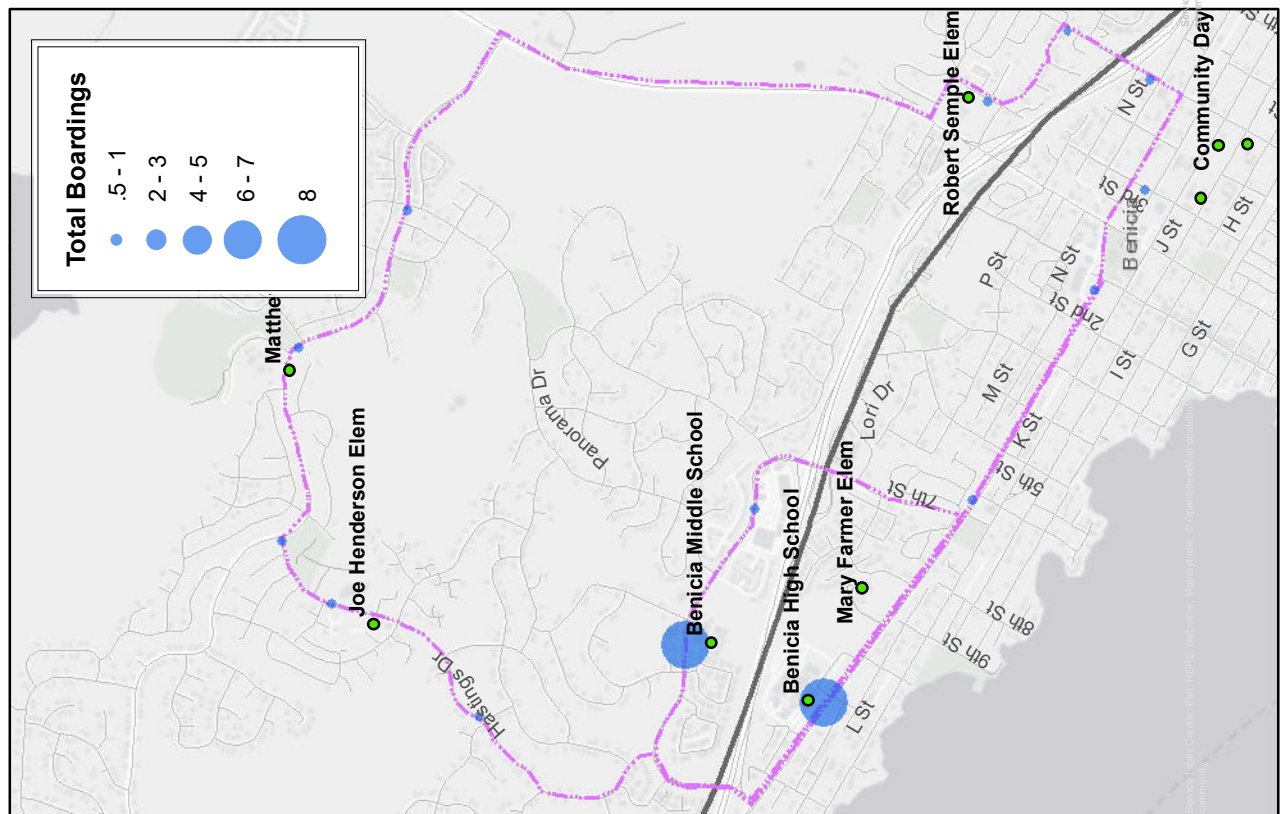 Total Boardings
.5 - 1
2 - 3
4 - 5
6 - 7
8
Matthe
Joe Henderson Elem
Hastings Dr
Panorama Dr
Benicia Middle School
Benicia High School
Mary Farmer Elem
Robert Semple Elem
Community Day
Benicia
Lori Dr
7th St
5th St
8th St
9th St
L St
K St
M St
P St
N St
N St
2nd St
3rd St
I St
J St
G St
H St